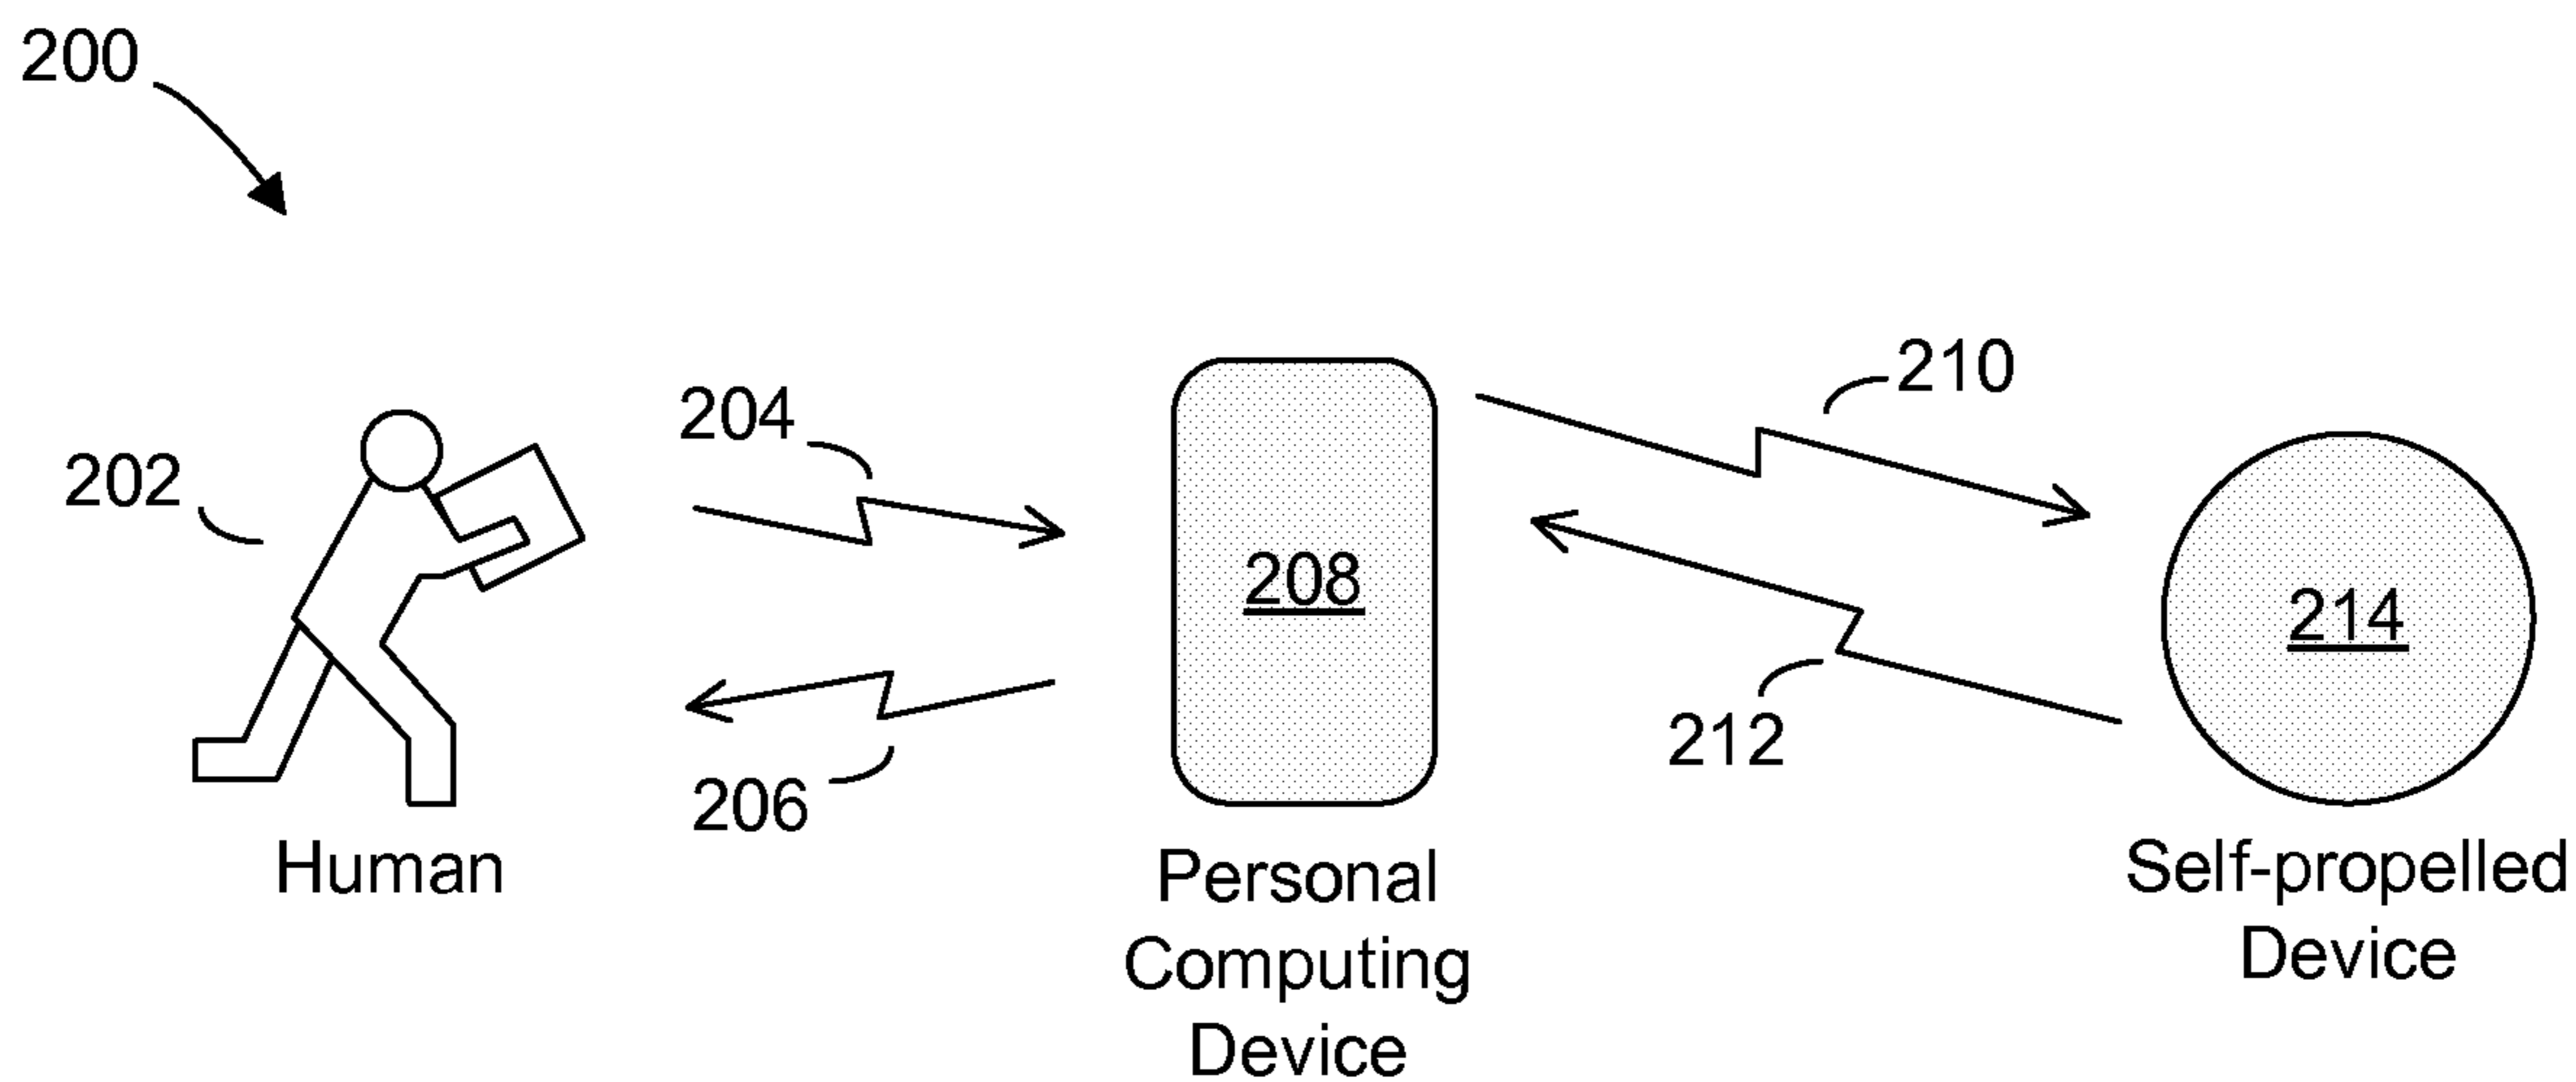 200
210
204
202
208
214
212
206
Human
Personal
Computing
Device
Self-propelled
Device